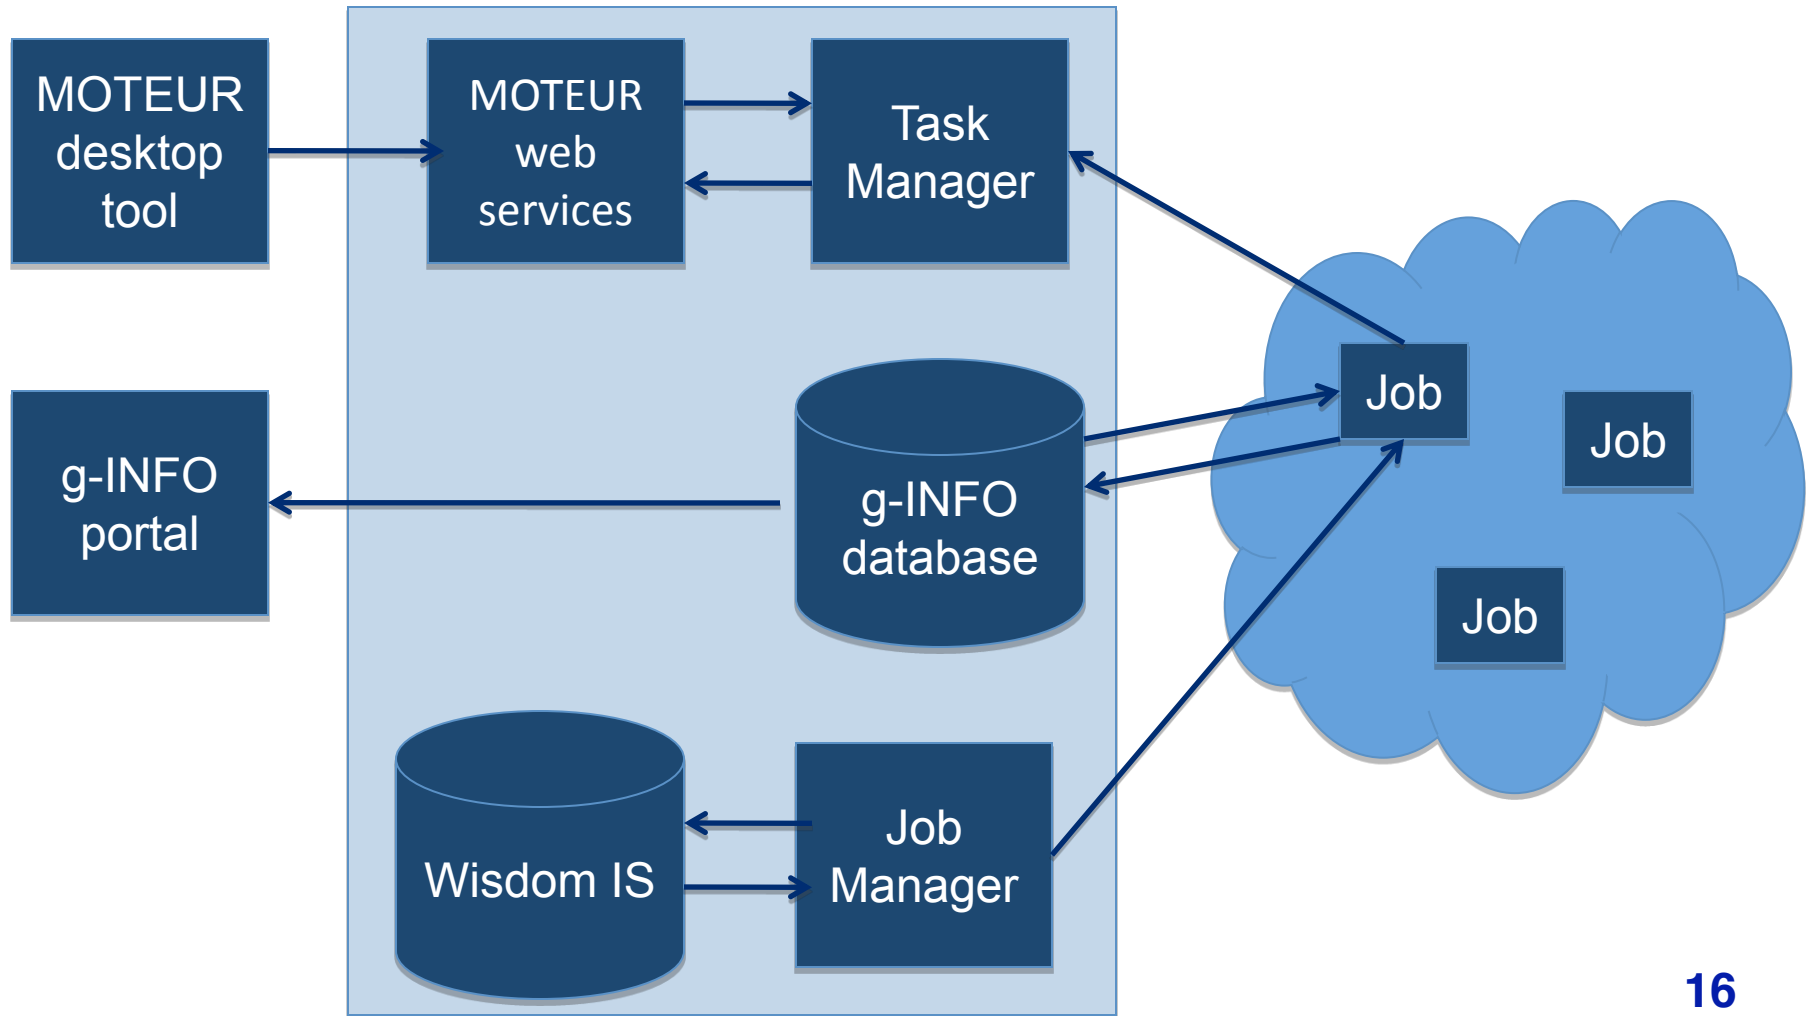 MOTEUR
desktop
tool
MOTEUR
web
services
Task
Manager
Job
Job
Job
g-INFO
portal
g-INFO
database
Wisdom IS
Job
Manager
16